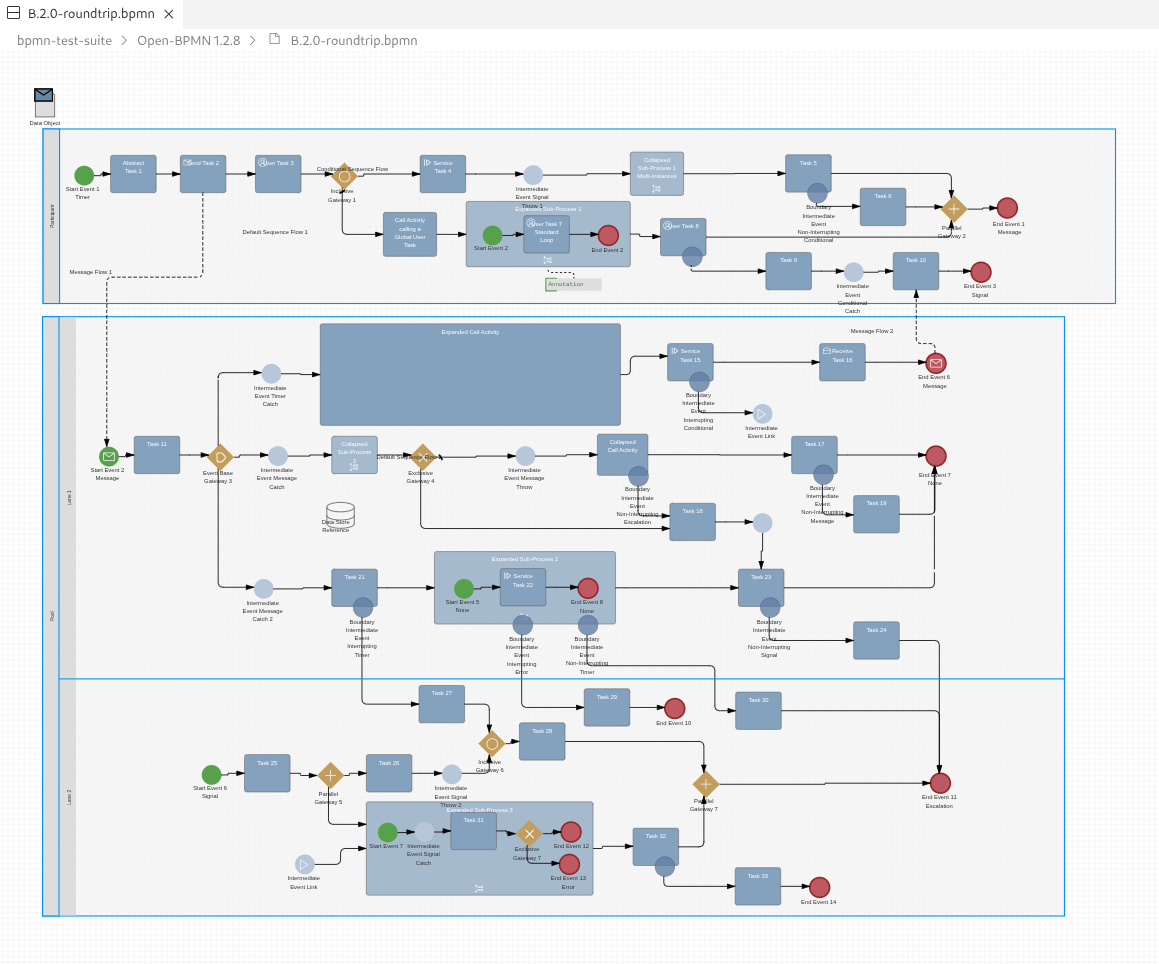 B.2.0-roundtrip.bpmn
bpmn-test-suite > Open-BPMN 1.2.8 > B.2.0-roundtrip.bpmn
Data Object
Participant
Start Event 1
Timer
Abstract
Task 1
Send Task 2
User Task 3
Conditional Sequence Flow
Inclusive
Gateway 1
Service
Task 4
Intermediate
Event Signal
Throw 1
Collapsed
Sub-Process 1
Multi-Instances
Task 5
Boundary
Intermediate
Event
Non-Interrupting
Conditional
Task 6
Parallel
Gateway 2
End Event 1
Message
Default Sequence Flow 1
Call Activity
calling a
Global User
Task
Expanded Sub-Process 1
Start Event 2
User Task 7
Standard
Loop
End Event 2
User Task 8
Task 9
Intermediate
Event
Conditional
Catch
Task 10
End Event 3
Signal
Message Flow 1
Annotation
Message Flow 2
Pool
Lane 1
Expanded Call Activity
Intermediate
Event Timer
Catch
Service
Task 15
Boundary
Intermediate
Event
Interrupting
Conditional
Receive
Task 16
End Event 6
Message
Intermediate
Event Link
Start Event 2
Message
Task 11
Event Base
Gateway 3
Intermediate
Event Message
Catch
Collapsed
Sub-Process
2
Default Sequence Flow
Exclusive
Gateway 4
Intermediate
Event Message
Throw
Collapsed
Call Activity
Boundary
Intermediate
Event
Non-Interrupting
Escalation
Task 17
Boundary
Intermediate
Event
Non-Interrupting
Message
End Event 7
None
Data Store
Reference
Task 18
Task 19
Intermediate
Event Message
Catch 2
Task 21
Boundary
Intermediate
Event
Interrupting
Timer
Expanded Sub-Process 2
Start Event 5
None
Service
Task 22
End Event 8
None
Boundary
Intermediate
Event
Interrupting
Error
Boundary
Intermediate
Event
Non-Interrupting
Timer
Task 23
Boundary
Intermediate
Event
Non-Interrupting
Signal
Task 24
Lane 2
Task 27
Task 29
End Event 10
Task 30
Task 28
Inclusive
Gateway 6
Start Event 6
Signal
Task 25
Parallel
Gateway 5
Task 26
Intermediate
Event Signal
Throw 2
Parallel
Gateway 7
End Event 11
Escalation
Expanded Sub-Process 3
Start Event 7
Intermediate
Event Signal
Catch
Task 31
Exclusive
Gateway 7
End Event 12
End Event 13
Error
Intermediate
Event Link
Task 32
Task 33
End Event 14